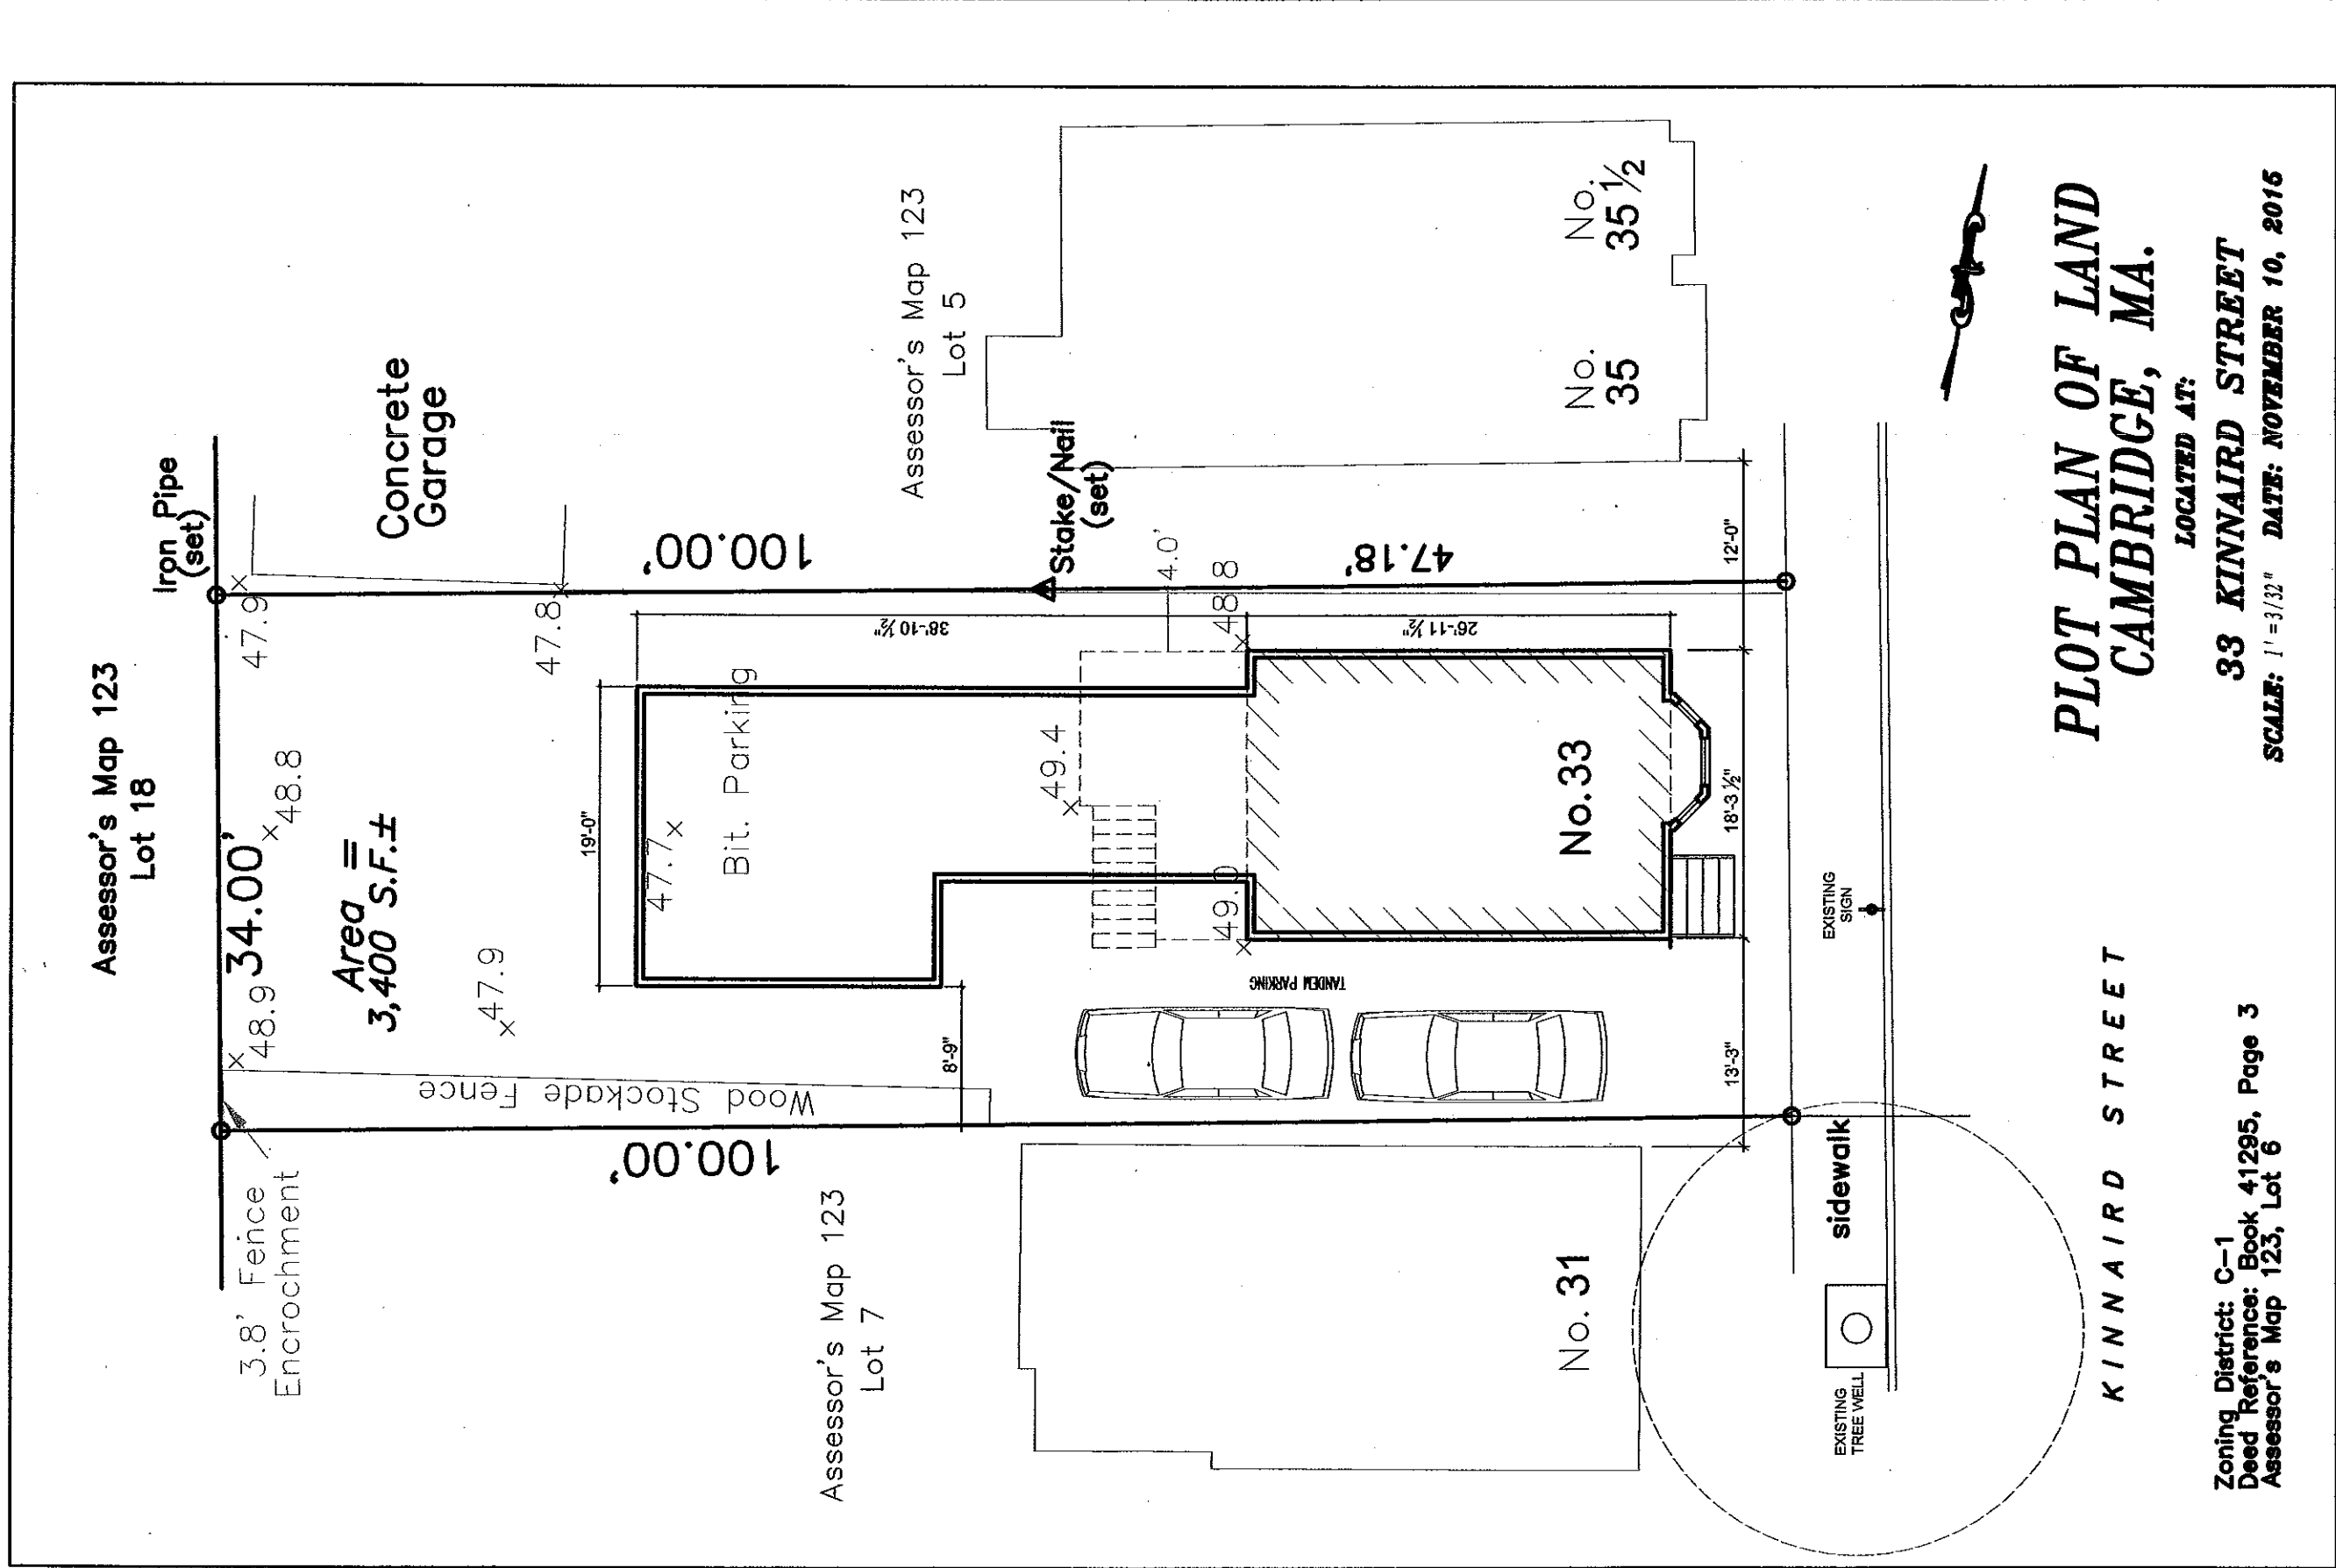 Assessor's Map 123
Lot 18
Iron Pipe
(set)
34.00'
47.9
48.8
48.9
Area =
3,400 S.F.±
47.9
47.8
Concrete
Garage
3.8' Fence
Encrochment
Wood Stockade Fence
100.00'
100.00'
19'-0"
47.7
Bit. Parking
38'-10 ½"
Assessor's Map 123
Lot 5
Assessor's Map 123
Lot 7
8'-9"
49.4
Stake/Nail
(set)
4.0'
48.8
49.0
47.18'
26'-11 ½"
TANDEM PARKING
No.33
No.
35
No.
35 ½
No. 31
12'-0"
18'-3 ½"
13'-3"
EXISTING
SIGN
sidewalk
EXISTING
TREE WELL
KINNAIRD STREET
PLOT PLAN OF LAND
CAMBRIDGE, MA.
LOCATED AT:
33 KINNAIRD STREET
SCALE: 1'=3/32" DATE: NOVEMBER 10, 2015
Zoning District: C-1
Deed Reference: Book 41295, Page 3
Assessor's Map 123, Lot 6